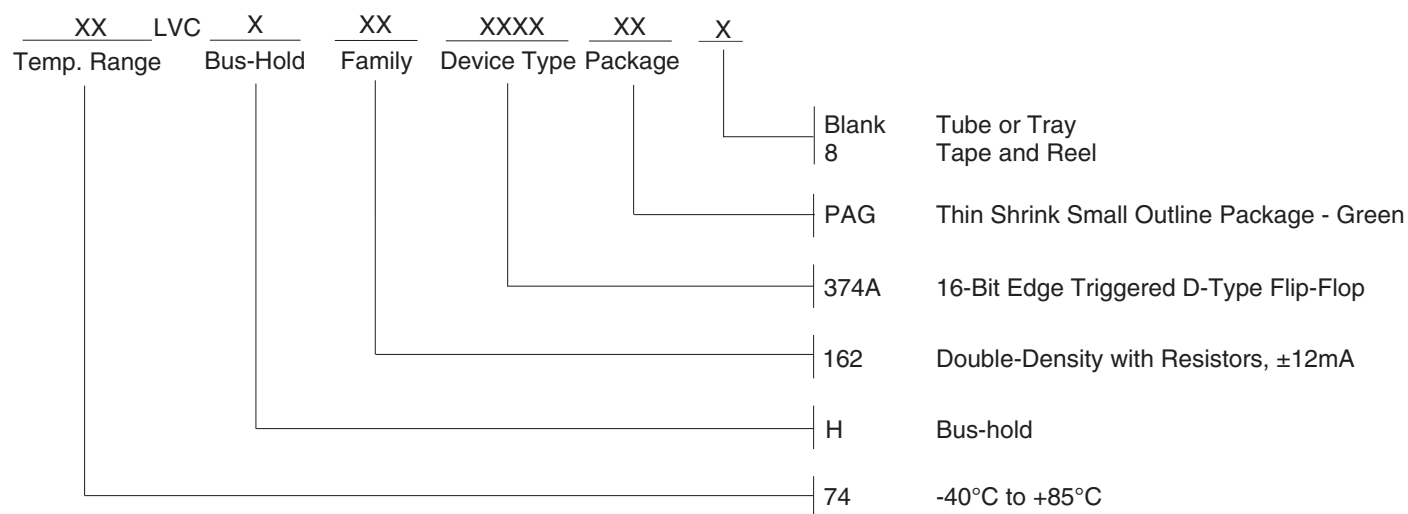 XX LVC X XX XXXX XX X
Temp. Range Bus-Hold Family Device Type Package
Blank Tube or Tray
8 Tape and Reel
PAG Thin Shrink Small Outline Package - Green
374A 16-Bit Edge Triggered D-Type Flip-Flop
162 Double-Density with Resistors, ±12mA
H Bus-hold
74 -40°C to +85°C